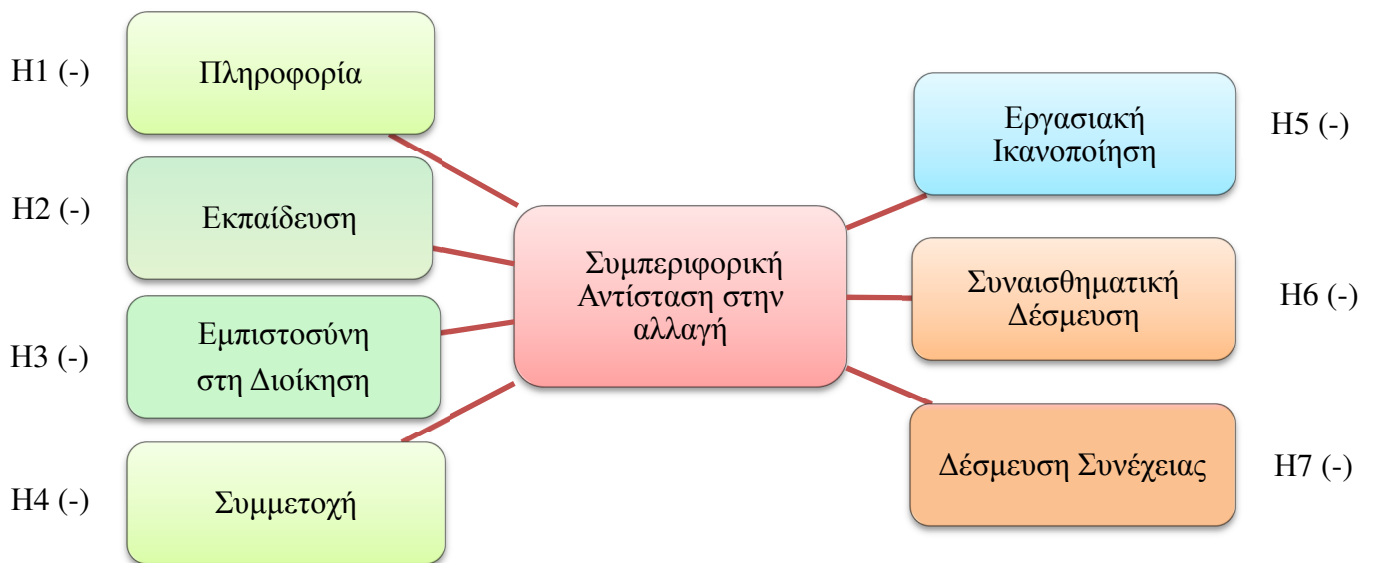 H1 (-)
Πληροφορία
H2 (-)
Εκπαίδευση
H3 (-)
Εμπιστοσύνη
στη Διοίκηση
H4 (-)
Συμμετοχή
Συμπεριφορική
Αντίσταση στην
αλλαγή
Εργασιακή
Ικανοποίηση
H5 (-)
Συναισθηματική
Δέσμευση
H6 (-)
Δέσμευση Συνέχειας
H7 (-)